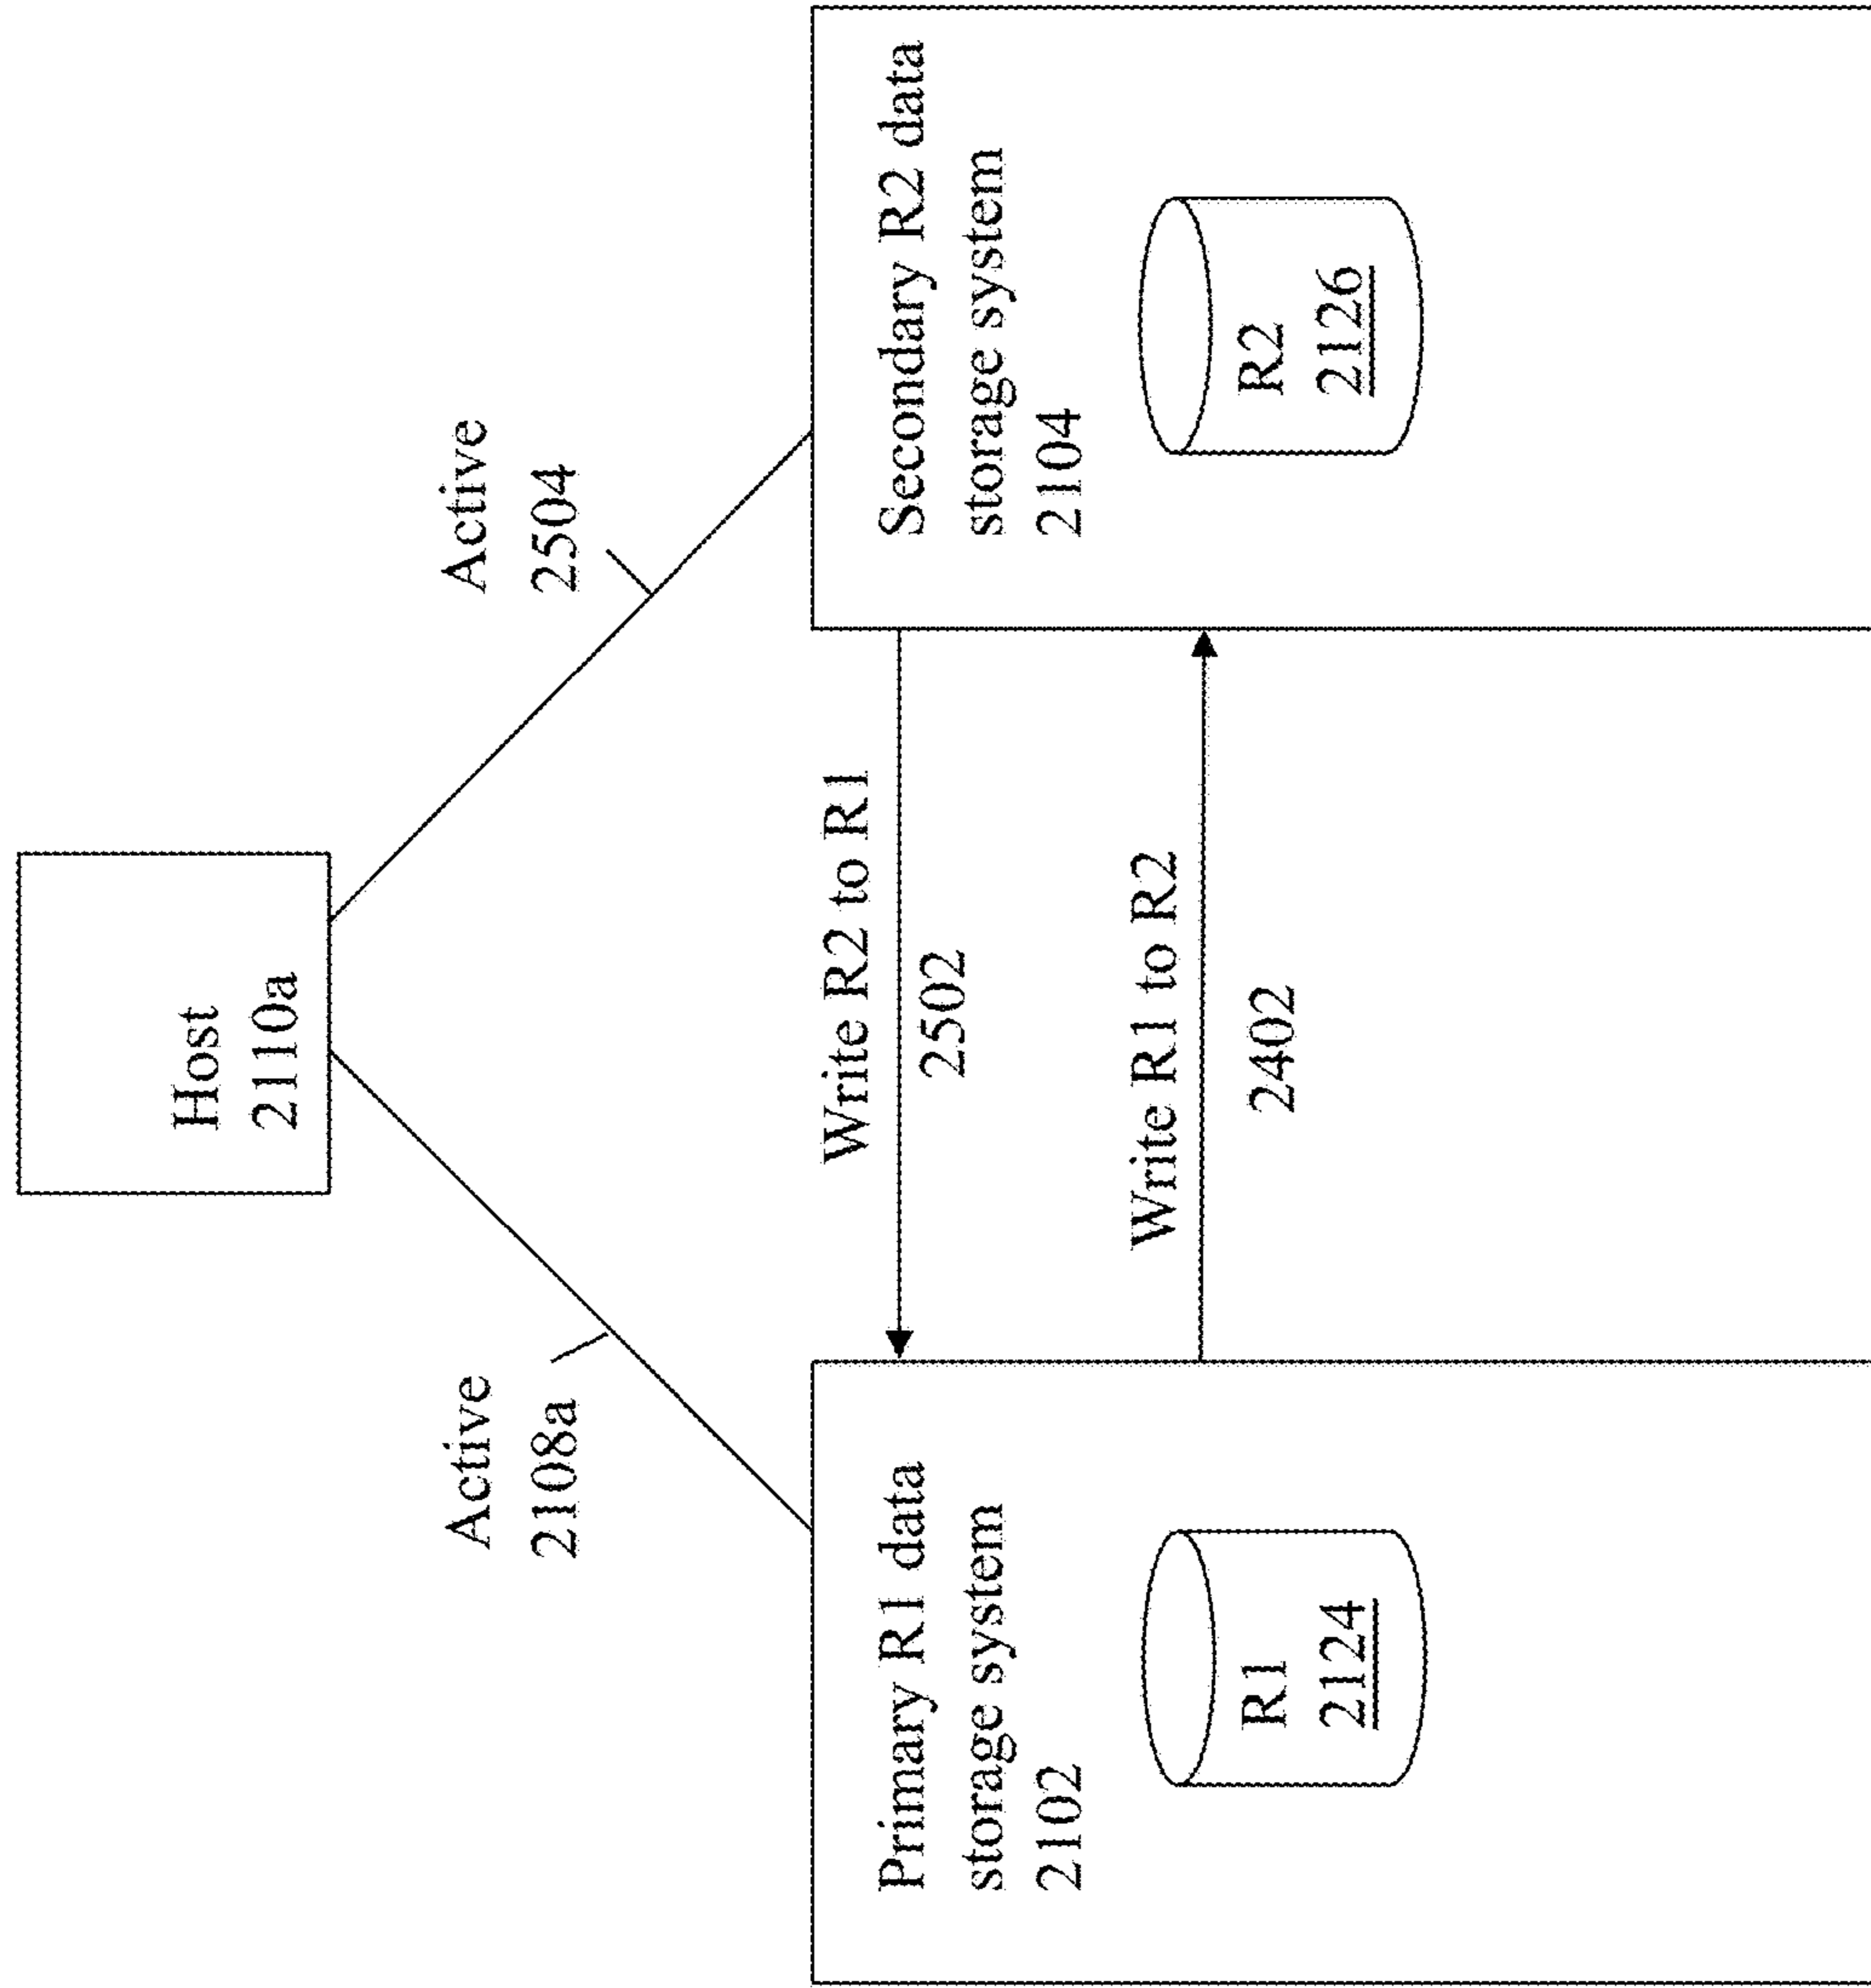 Host
2110a
Active
2108a
Active
2504
Primary R1 data
storage system
2102
R1
2124
Write R2 to R1
2502
Write R1 to R2
2402
Secondary R2 data
storage system
2104
R2
2126